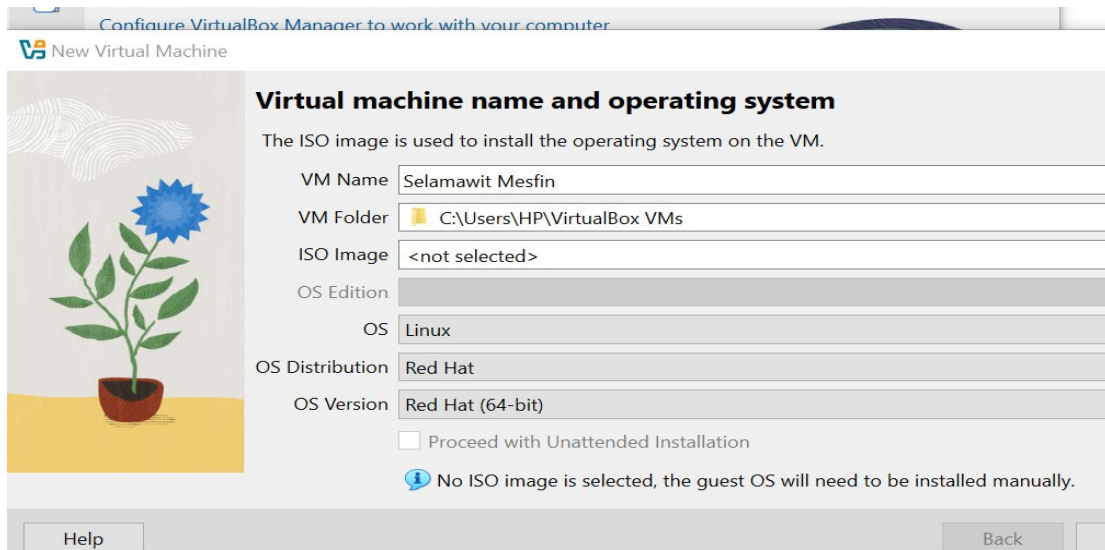 Configure VirtualBox Manager to work with your computer
New Virtual Machine
Virtual machine name and operating system
The ISO image is used to install the operating system on the VM.
VM Name Selamawit Mesfin
VM Folder C:\Users\HP\VirtualBox VMs
ISO Image <not selected>
OS Edition
OS Linux
OS Distribution Red Hat
OS Version Red Hat (64-bit)
Proceed with Unattended Installation
No ISO image is selected, the guest OS will need to be installed manually.
Help Back